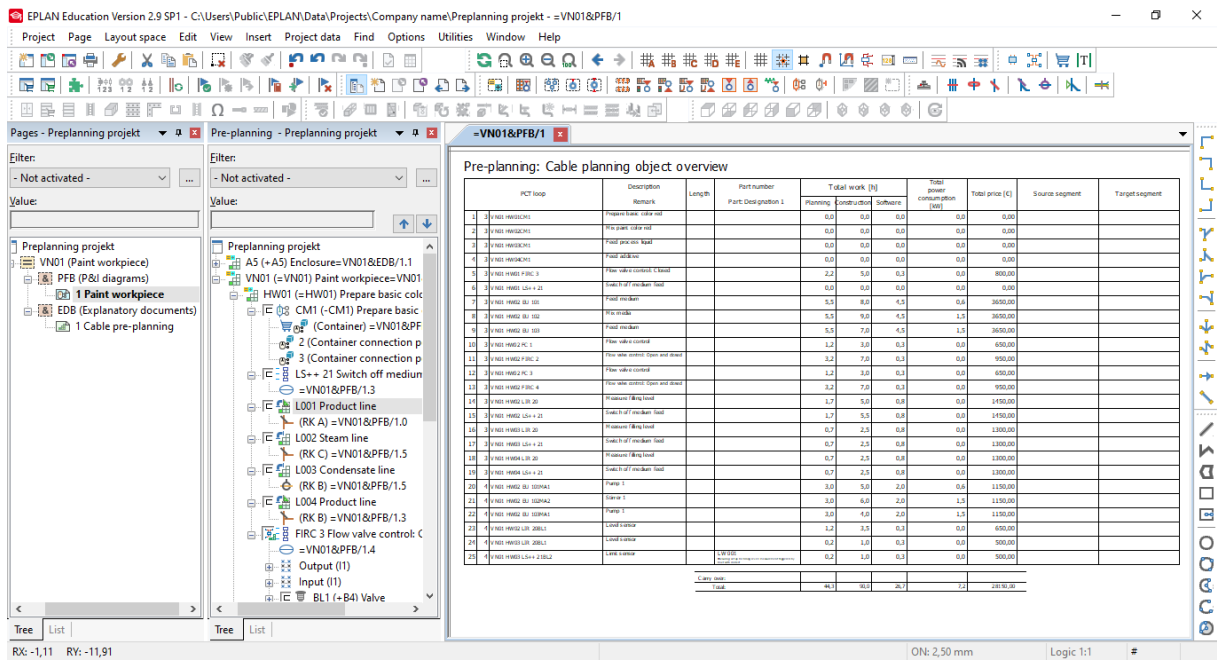 EPLAN Education Version 2.9 SP1 - C:\Users\Public\EPLAN\Data\Projects\Company name\Preplanning projekt - =VN01&PFB/1
Project Page Layout space Edit View Insert Project data Find Options Utilities Window Help
Pages - Preplanning projekt
Filter:
- Not activated -
...
Value:
Preplanning projekt
VN01 (Paint workpiece)
PFB (P&I diagrams)
1 Paint workpiece
EDB (Explanatory documents)
1 Cable pre-planning
Tree List
Pre-planning - Preplanning projekt
Filter:
- Not activated -
...
Value:
Preplanning projekt
A5 (+A5) Enclosure=VN01&EDB/1.1
VN01 (=VN01) Paint workpiece=VN01
HW01 (=HW01) Prepare basic colo
CM1 (-CM1) Prepare basic
(Container) =VN01&PF
2 (Container connection p
3 (Container connection p
LS++ 21 Switch off medium
=VN01&PFB/1.3
L001 Product line
(RK A) =VN01&PFB/1.0
L002 Steam line
(RK C) =VN01&PFB/1.5
L003 Condensate line
(RK B) =VN01&PFB/1.5
L004 Product line
(RK B) =VN01&PFB/1.3
FIRC 3 Flow valve control: C
=VN01&PFB/1.4
Output (I1)
Input (I1)
BL1 (+B4) Valve
Tree List
=VN01&PFB/1
Pre-planning: Cable planning object overview
PCT loop Description Remark Length Part number Part: Designation 1 Total work [h] Planning Construction Software Total power consumption [kW] Total price [€] Source segment Target segment
1 3 VN01 HW01CM1 Prepare basic color red 0,0 0,0 0,0 0,0 0,00
2 3 VN01 HW02CM1 Mix paint color red 0,0 0,0 0,0 0,0 0,00
3 3 VN01 HW03CM1 Feed process liquid 0,0 0,0 0,0 0,0 0,00
4 3 VN01 HW04CM1 Feed additive 0,0 0,0 0,0 0,0 0,00
5 3 VN01 HW01 FIRC 3 Flow valve control: Closed 2,2 5,0 0,3 0,0 800,00
6 3 VN01 HW01 LS++ 21 Switch off medium feed 0,0 0,0 0,0 0,0 0,00
7 3 VN01 HW02 EU 101 Feed medium 5,5 8,0 4,5 0,6 3650,00
8 3 VN01 HW02 EU 102 Mix media 5,5 9,0 4,5 1,5 3650,00
9 3 VN01 HW02 EU 103 Feed medium 5,5 7,0 4,5 1,5 3650,00
10 3 VN01 HW02 FC 1 Flow valve control 1,2 3,0 0,3 0,0 650,00
11 3 VN01 HW02 FIRC 2 Flow valve control: Open and closed 3,2 7,0 0,3 0,0 950,00
12 3 VN01 HW02 FC 3 Flow valve control 1,2 3,0 0,3 0,0 650,00
13 3 VN01 HW02 FIRC 4 Flow valve control: Open and closed 3,2 7,0 0,3 0,0 950,00
14 3 VN01 HW02 LIR 20 Measure filling level 1,7 5,0 0,8 0,0 1450,00
15 3 VN01 HW02 LS++ 21 Switch off medium feed 1,7 5,5 0,8 0,0 1450,00
16 3 VN01 HW03 LIR 20 Measure filling level 0,7 2,5 0,8 0,0 1300,00
17 3 VN01 HW03 LS++ 21 Switch off medium feed 0,7 2,5 0,8 0,0 1300,00
18 3 VN01 HW04 LIR 20 Measure filling level 0,7 2,5 0,8 0,0 1300,00
19 3 VN01 HW04 LS++ 21 Switch off medium feed 0,7 2,5 0,8 0,0 1300,00
20 4 VN01 HW02 EU 101MA1 Pump 1 3,0 5,0 2,0 0,6 1150,00
21 4 VN01 HW02 EU 102MA2 Stirrer 1 3,0 6,0 2,0 1,5 1150,00
22 4 VN01 HW02 EU 103MA1 Pump 1 3,0 4,0 2,0 1,5 1150,00
23 4 VN01 HW02 LIR 20BL1 Level sensor 1,2 3,5 0,3 0,0 650,00
24 4 VN01 HW03 LIR 20BL1 Level sensor 0,2 1,0 0,3 0,0 500,00
25 4 VN01 HW03 LS++ 21BL2 Limit sensor 0,2 1,0 0,3 0,0 500,00
Carry over:
Total: 44,3 90,0 26,7 7,2 28150,00
RX: -1,11 RY: -11,91
ON: 2,50 mm
Logic 1:1
#